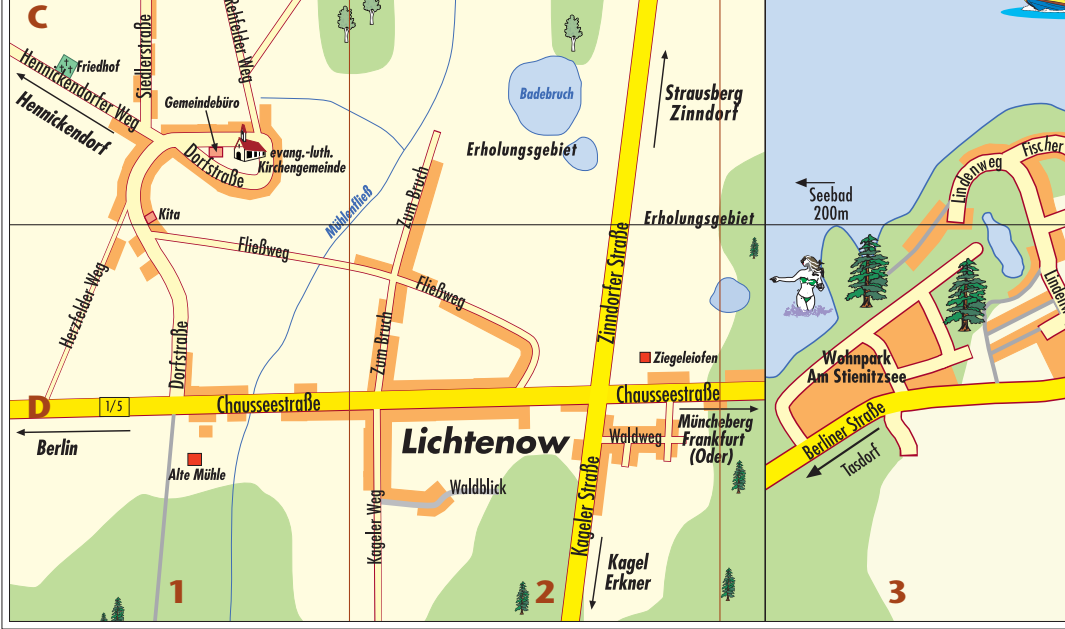 C
Friedhof
Siedlerstraße
Rehfelder Weg
Hennickendorfer Weg
Hennickendorf
Gemeindebüro
evang.-luth.
Kirchengemeinde
Dorfstraße
Kita
Fließweg
Mühlenfließ
Zum Bruch
Badebruch
Erholungsgebiet
Strausberg
Zinndorf
Erholungsgebiet
Seebad
200m
Lindenweg
Fischer
Herzfelder Weg
Dorfstraße
Fließweg
Zum Bruch
Zinndorfer Straße
Ziegeleiofen
Wohnpark
Am Stienitzsee
D
1/5
Chausseestraße
Chausseestraße
Berlin
Lichtenow
Waldweg
Müncheberg
Frankfurt
(Oder)
Berliner Straße
Tasdorf
Alte Mühle
Waldblick
Kageler Weg
Kageler Straße
Kagel
Erkner
1
2
3